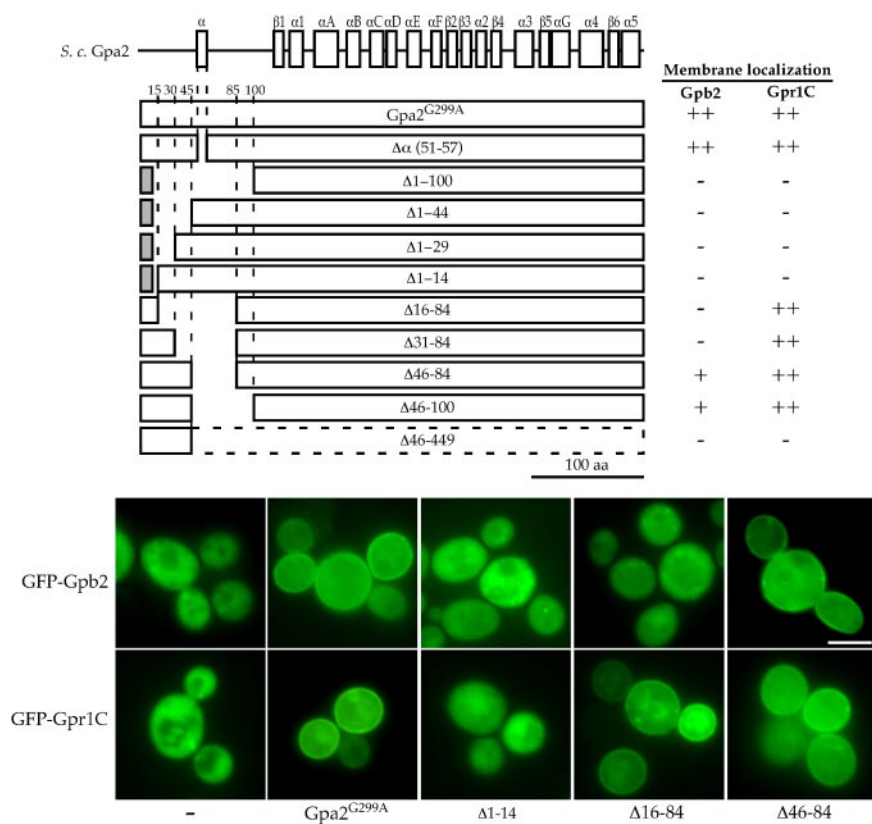 α β1 α1 αA αB αC αD αE αF β2 β3 α2 β4 α3 β5 αG α4 β6 α5
S. c. Gpa2
Membrane localization
15 30 45 85 100 Gpb2 Gpr1C
Gpa2G299A ++ ++
Δα (51-57) ++ ++
Δ1–100 - -
Δ1–44 - -
Δ1–29 - -
Δ1–14 - -
Δ16-84 - ++
Δ31-84 - ++
Δ46-84 + ++
Δ46-100 + ++
Δ46-449 - -
100 aa
GFP-Gpb2
GFP-Gpr1C
– Gpa2G299A Δ1-14 Δ16-84 Δ46-84